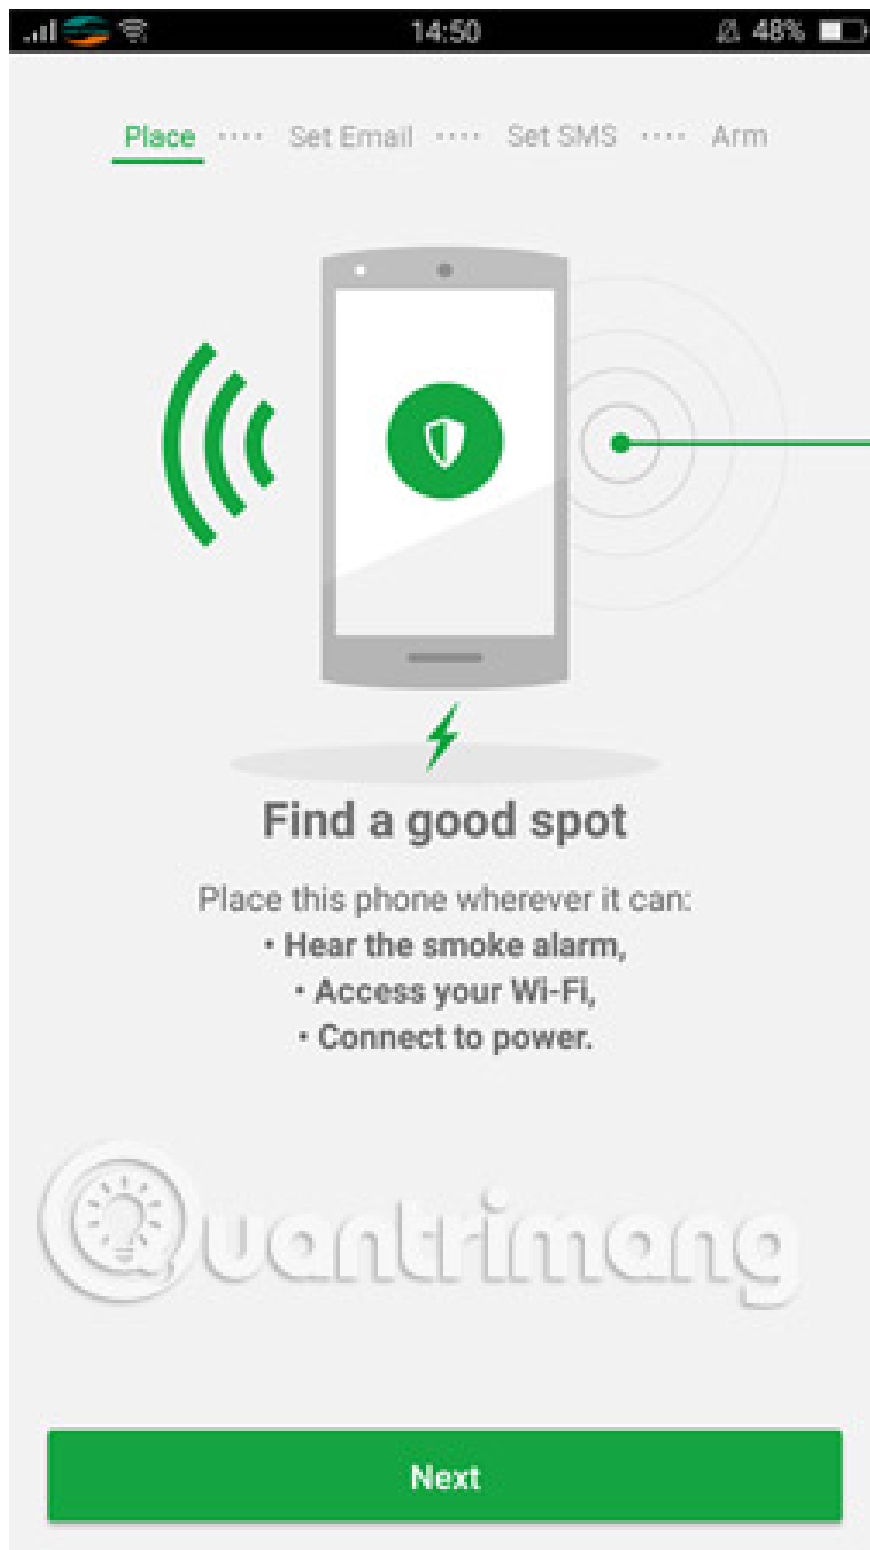 14:50 48%
Place ···· Set Email ···· Set SMS ···· Arm
Find a good spot
Place this phone wherever it can:
• Hear the smoke alarm,
• Access your Wi-Fi,
• Connect to power.
Quantrimang
Next